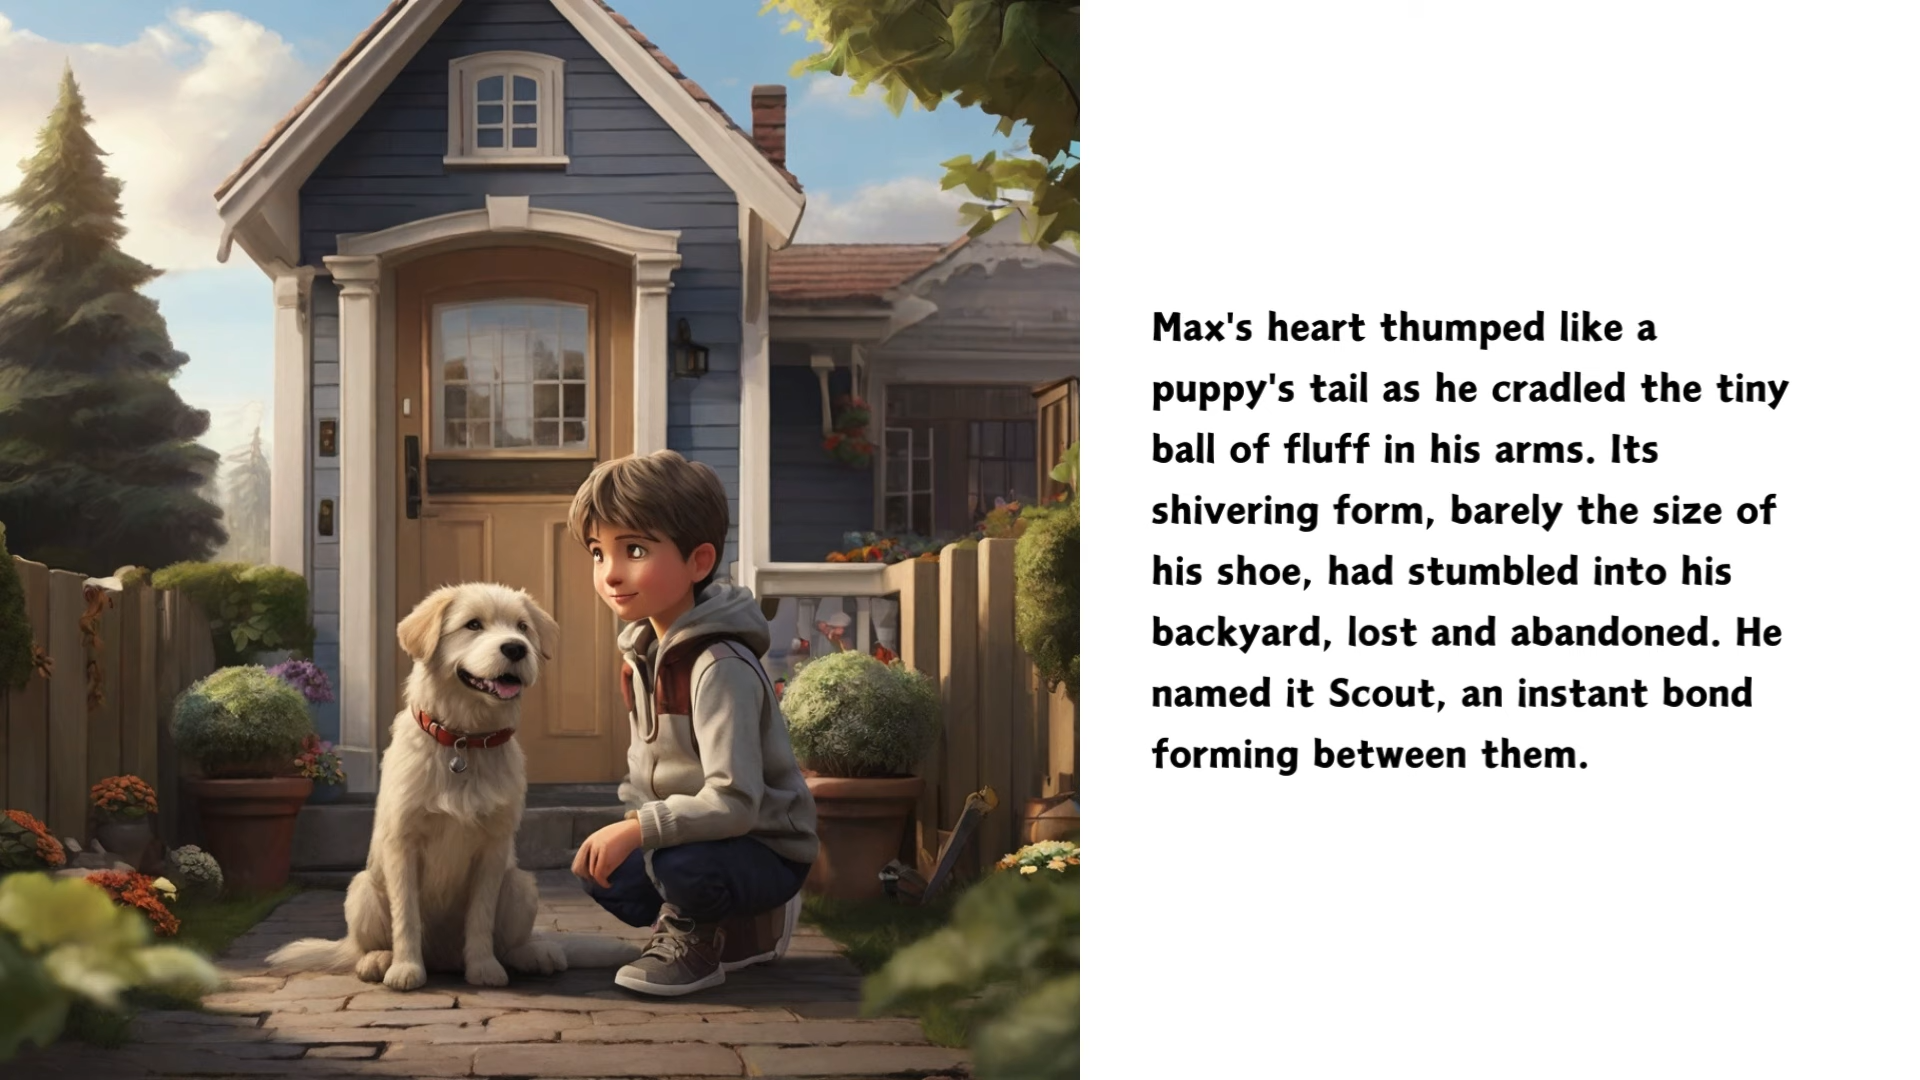 Max's heart thumped like a
puppy's tail as he cradled the tiny
ball of fluff in his arms. Its
shivering form, barely the size of
his shoe, had stumbled into his
backyard, lost and abandoned. He
named it Scout, an instant bond
forming between them.